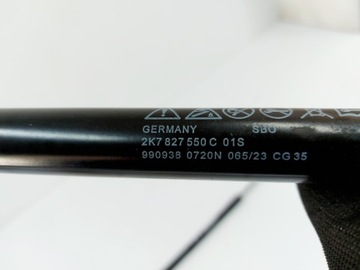 GERMANY SBO
2K7 827 550 C 01S
990938 0720N 065/23 CG 35